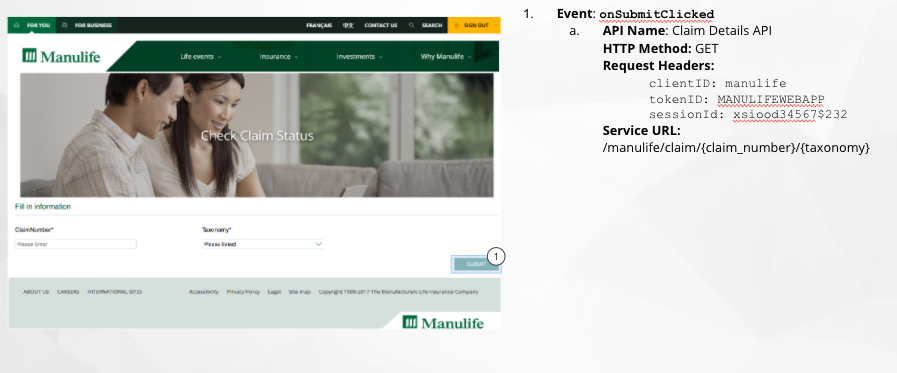 FOR YOU FOR BUSINESS FRANÇAIS 中文 CONTACT US SEARCH SIGN OUT
Manulife Life events Insurance Investments Why Manulife
Check Claim Status
Fill in information
ClaimNumber* Taxonomy*
Please Enter Please Select
SUBMIT 1
ABOUT US CAREERS INTERNATIONAL SITES Accessibility Privacy Policy Legal Site map Copyright 1999-2017 The Manufacturers Life Insurance Company
Manulife
1. Event: onSubmitClicked
a. API Name: Claim Details API
HTTP Method: GET
Request Headers:
clientID: manulife
tokenID: MANULIFEWEBAPP
sessionId: xsiood34567$232
Service URL:
/manulife/claim/{claim_number}/{taxonomy}